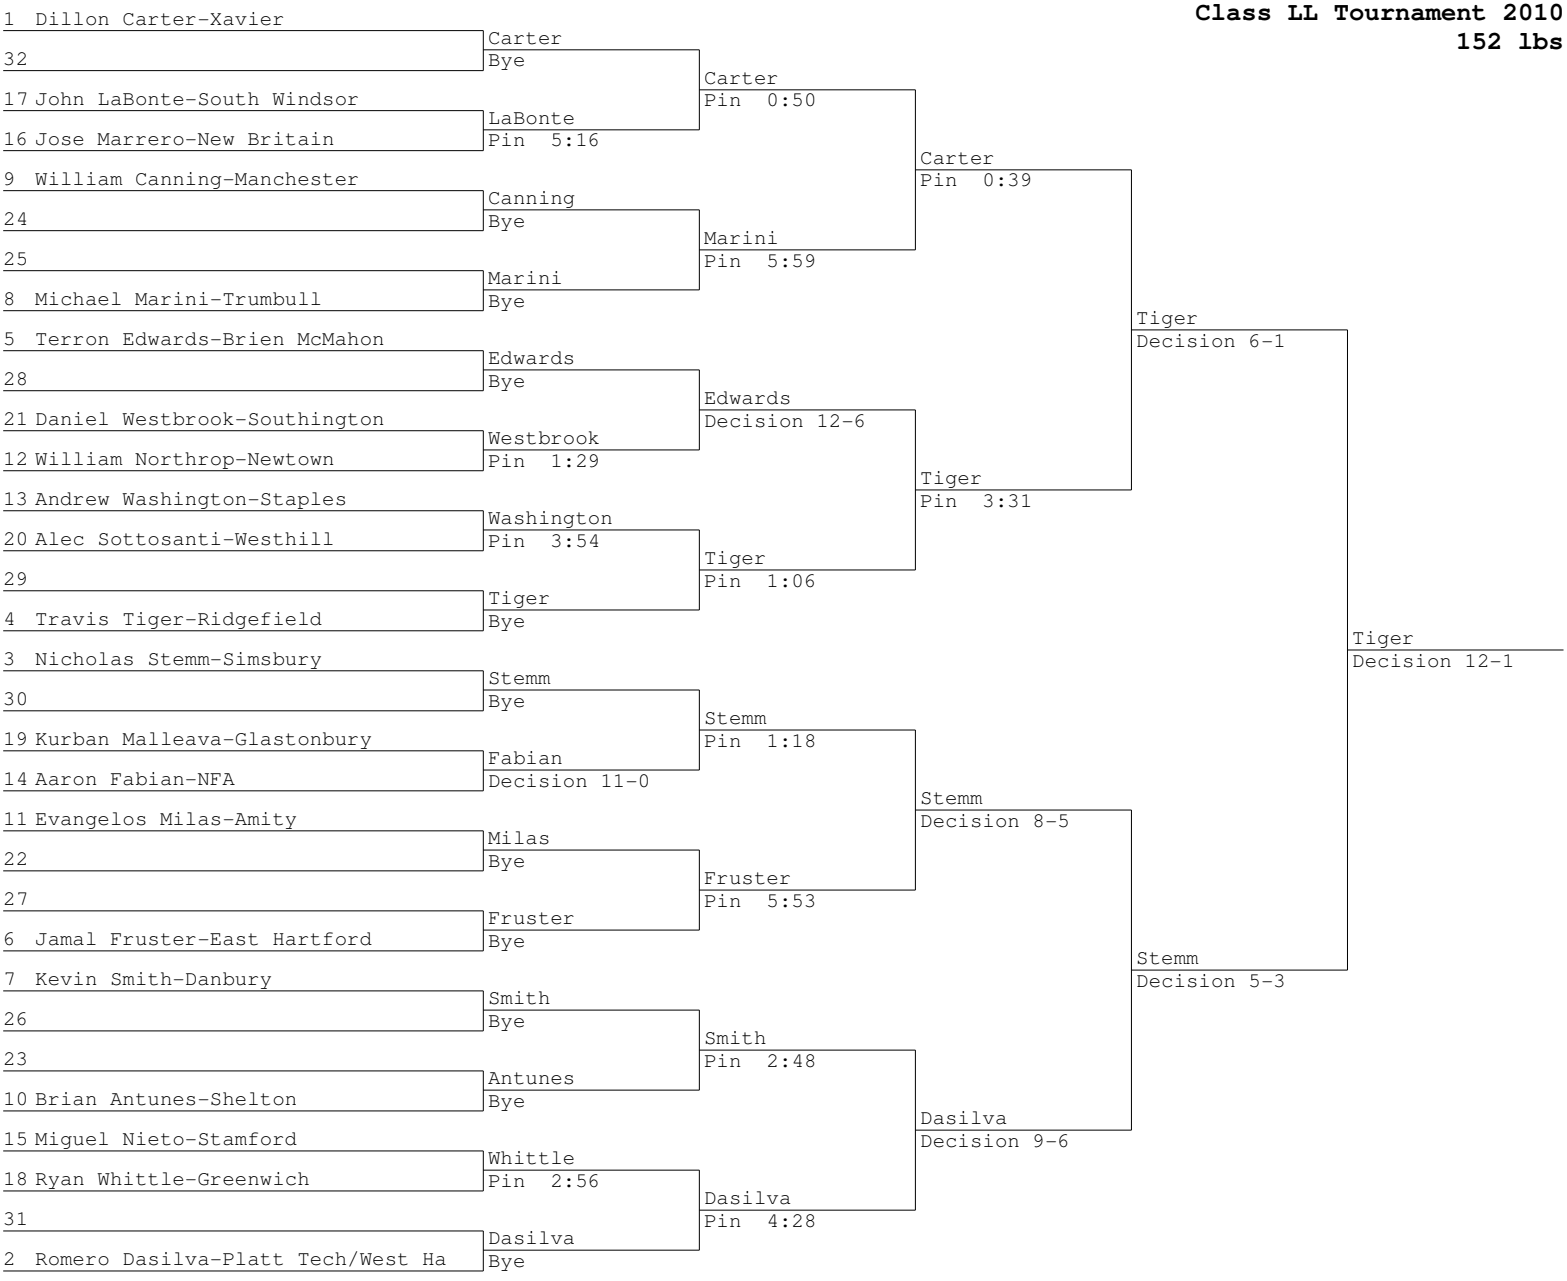 Class LL Tournament 2010
152 lbs
1 Dillon Carter-Xavier
32
17 John LaBonte-South Windsor
16 Jose Marrero-New Britain
9 William Canning-Manchester
24
25
8 Michael Marini-Trumbull
5 Terron Edwards-Brien McMahon
28
21 Daniel Westbrook-Southington
12 William Northrop-Newtown
13 Andrew Washington-Staples
20 Alec Sottosanti-Westhill
29
4 Travis Tiger-Ridgefield
3 Nicholas Stemm-Simsbury
30
19 Kurban Malleava-Glastonbury
14 Aaron Fabian-NFA
11 Evangelos Milas-Amity
22
27
6 Jamal Fruster-East Hartford
7 Kevin Smith-Danbury
26
23
10 Brian Antunes-Shelton
15 Miguel Nieto-Stamford
18 Ryan Whittle-Greenwich
31
2 Romero Dasilva-Platt Tech/West Ha
Carter
Bye
LaBonte
Pin 5:16
Canning
Bye
Marini
Bye
Edwards
Bye
Westbrook
Pin 1:29
Washington
Pin 3:54
Tiger
Bye
Stemm
Bye
Fabian
Decision 11-0
Milas
Bye
Fruster
Bye
Smith
Bye
Antunes
Bye
Whittle
Pin 2:56
Dasilva
Bye
Carter
Pin 0:50
Marini
Pin 5:59
Edwards
Decision 12-6
Tiger
Pin 1:06
Stemm
Pin 1:18
Fruster
Pin 5:53
Smith
Pin 2:48
Dasilva
Pin 4:28
Carter
Pin 0:39
Tiger
Pin 3:31
Stemm
Decision 8-5
Dasilva
Decision 9-6
Tiger
Decision 6-1
Stemm
Decision 5-3
Tiger
Decision 12-1